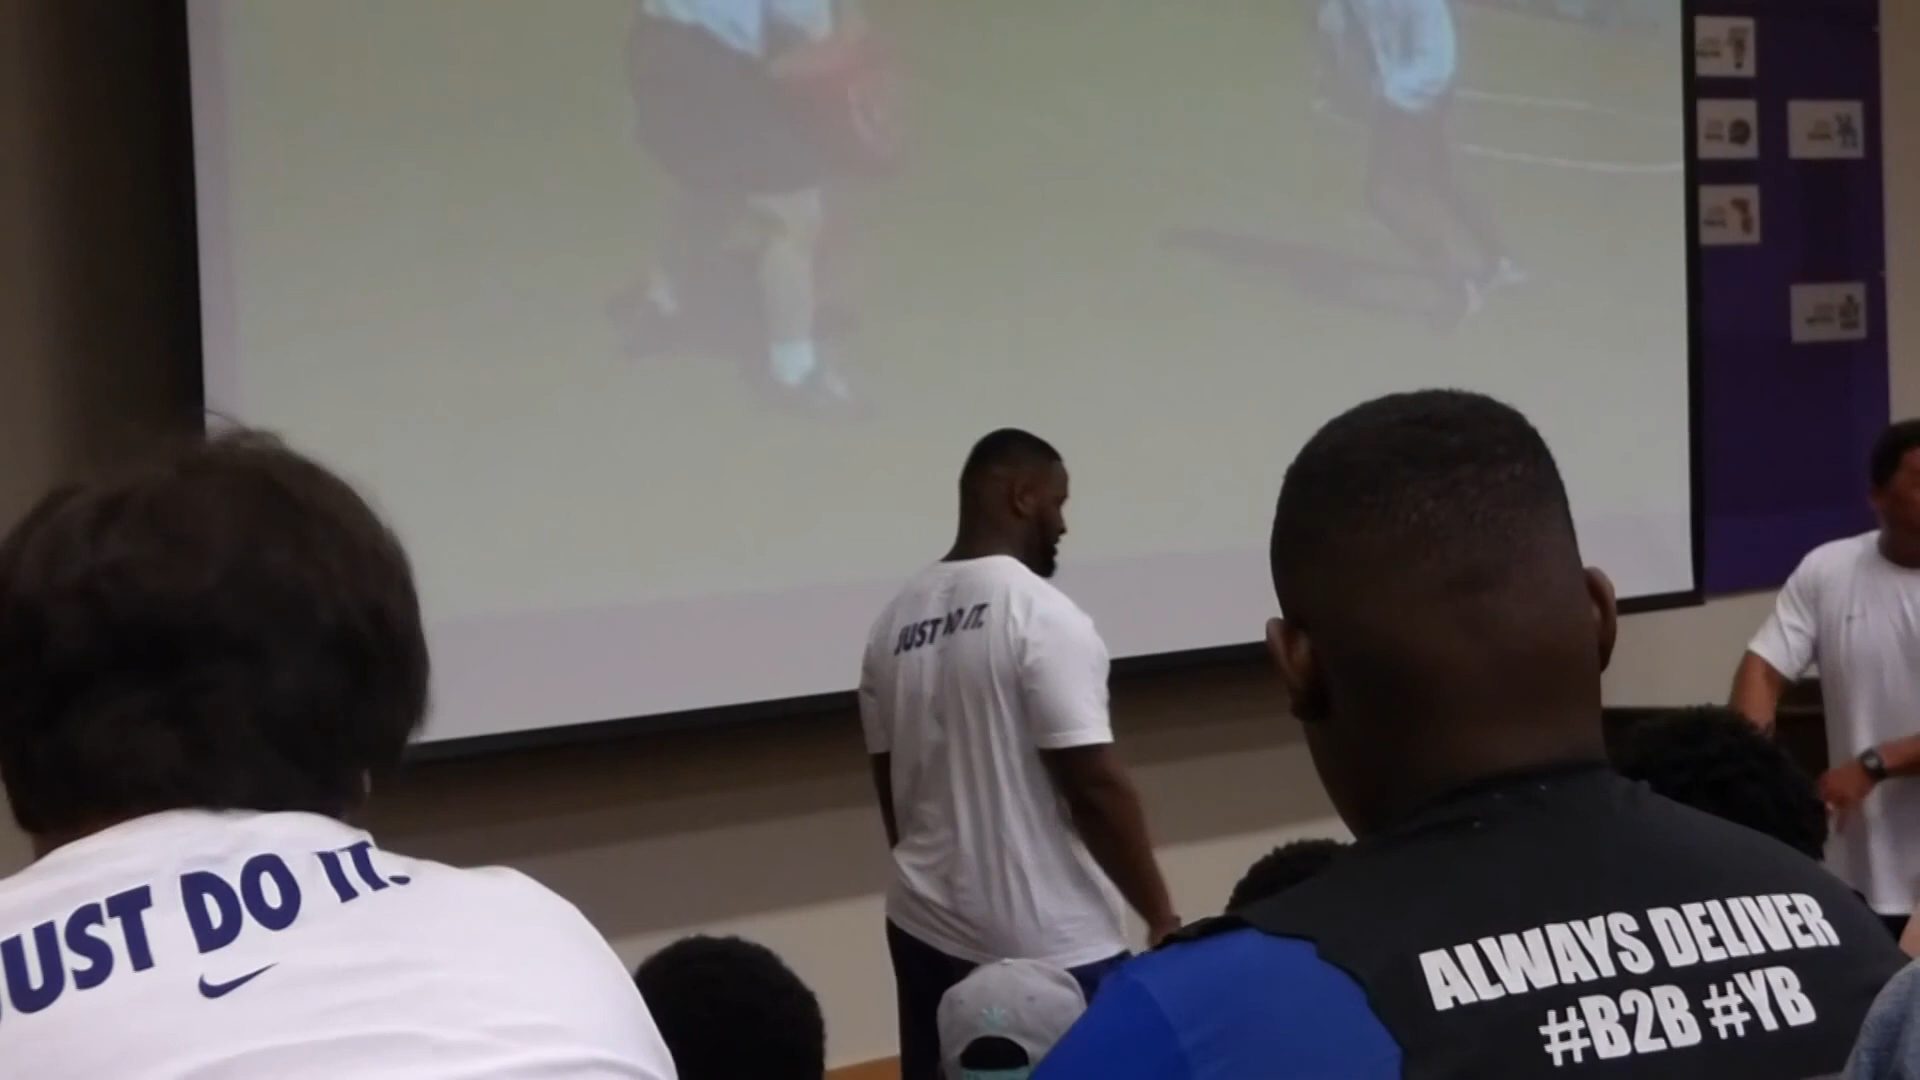 JUST DO IT.
UST DO IT.
ALWAYS DELIVER
#B2B #YB